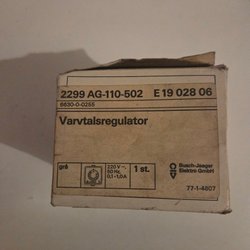 2299 AG-110-502 E 19 028 06
6630-0-0255
Varvtalsregulator
grå
220 V ~,
50 Hz,
0,1-1,0A
1 st.
Busch-Jaeger
Elektro GmbH
77-1-4807